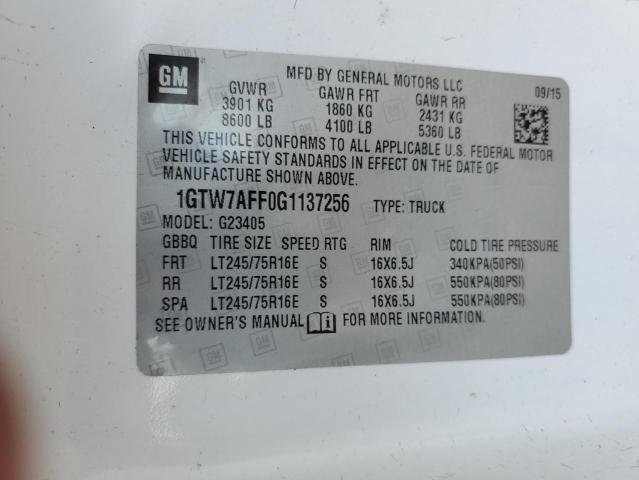 GM
MFD BY GENERAL MOTORS LLC
09/15
GVWR GAWR FRT GAWR RR
3901 KG 1860 KG 2431 KG
8600 LB 4100 LB 5360 LB
THIS VEHICLE CONFORMS TO ALL APPLICABLE U.S. FEDERAL MOTOR
VEHICLE SAFETY STANDARDS IN EFFECT ON THE DATE OF
MANUFACTURE SHOWN ABOVE.
1GTW7AFF0G1137256 TYPE: TRUCK
MODEL: G23405
GBBQ TIRE SIZE SPEED RTG RIM COLD TIRE PRESSURE
FRT LT245/75R16E S 16X6.5J 340KPA(50PSI)
RR LT245/75R16E S 16X6.5J 550KPA(80PSI)
SPA LT245/75R16E S 16X6.5J 550KPA(80PSI)
SEE OWNER'S MANUAL FOR MORE INFORMATION.